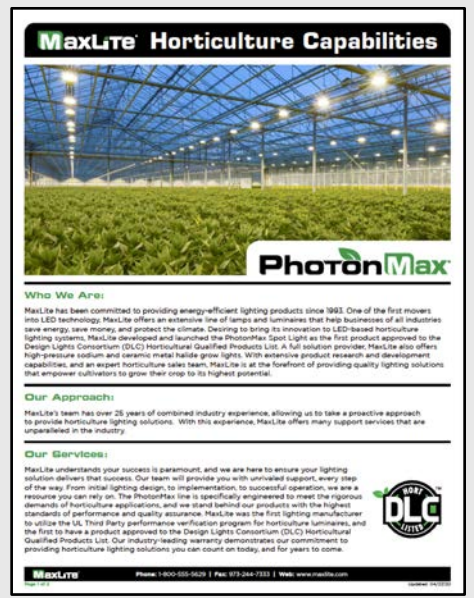 MaxLite Horticulture Capabilities
PhotonMax
Who We Are:
MaxLite has been committed to providing energy-efficient lighting products since 1993. One of the first movers
into LED technology, MaxLite offers an extensive line of lamps and luminaires that help businesses of all industries
save energy, save money, and protect the climate. Desiring to bring its innovation to LED-based horticulture
lighting systems, MaxLite developed and launched the PhotonMax Spot Light as the first product approved to the
Design Lights Consortium (DLC) Horticultural Qualified Products List. A full solution provider, MaxLite also offers
high-pressure sodium and ceramic metal halide grow lights. With extensive product research and development
capabilities, and an expert horticulture sales team, MaxLite is at the forefront of providing quality lighting solutions
that empower cultivators to grow their crop to its highest potential.
Our Approach:
MaxLite's team has over 25 years of combined industry experience, allowing us to take a proactive approach
to provide horticulture lighting solutions. With this experience, MaxLite offers many support services that are
unparalleled in the industry.
Our Services:
MaxLite understands your success is paramount, and we are here to ensure your lighting
solution delivers that success. Our team will provide you with unrivaled support, every step
of the way. From initial lighting design, to implementation, to successful operation, we are a
resource you can rely on. The PhotonMax line is specifically engineered to meet the rigorous
demands of horticulture applications, and we stand behind our products with the highest
standards of performance and quality assurance. MaxLite was the first lighting manufacturer
to utilize the UL Third Party performance verification program for horticulture luminaires, and
the first to have a product approved to the Design Lights Consortium (DLC) Horticultural
Qualified Products List. Our industry-leading warranty demonstrates our commitment to
providing horticulture lighting solutions you can count on today, and for years to come.
HORT
DLC
LISTED
TM
MaxLite
Phone: 1-800-555-5629 | Fax: 973-244-7333 | Web: www.maxlite.com
Page 1 of 2